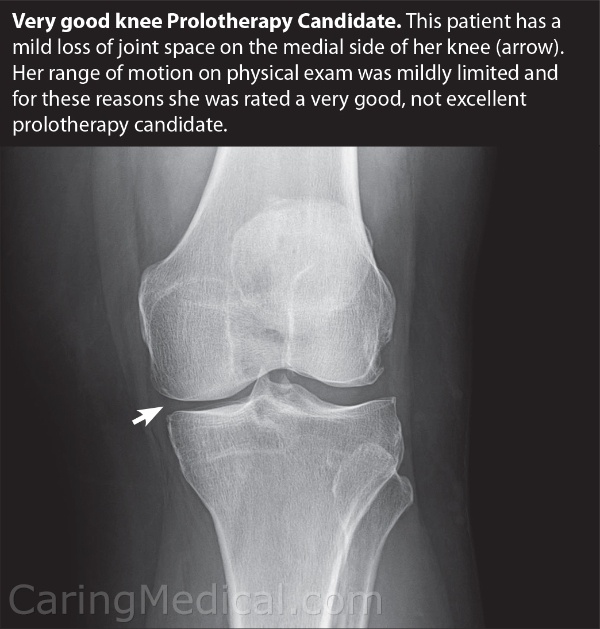 Very good knee Prolotherapy Candidate. This patient has a
mild loss of joint space on the medial side of her knee (arrow).
Her range of motion on physical exam was mildly limited and
for these reasons she was rated a very good, not excellent
prolotherapy candidate.
CaringMedical.com